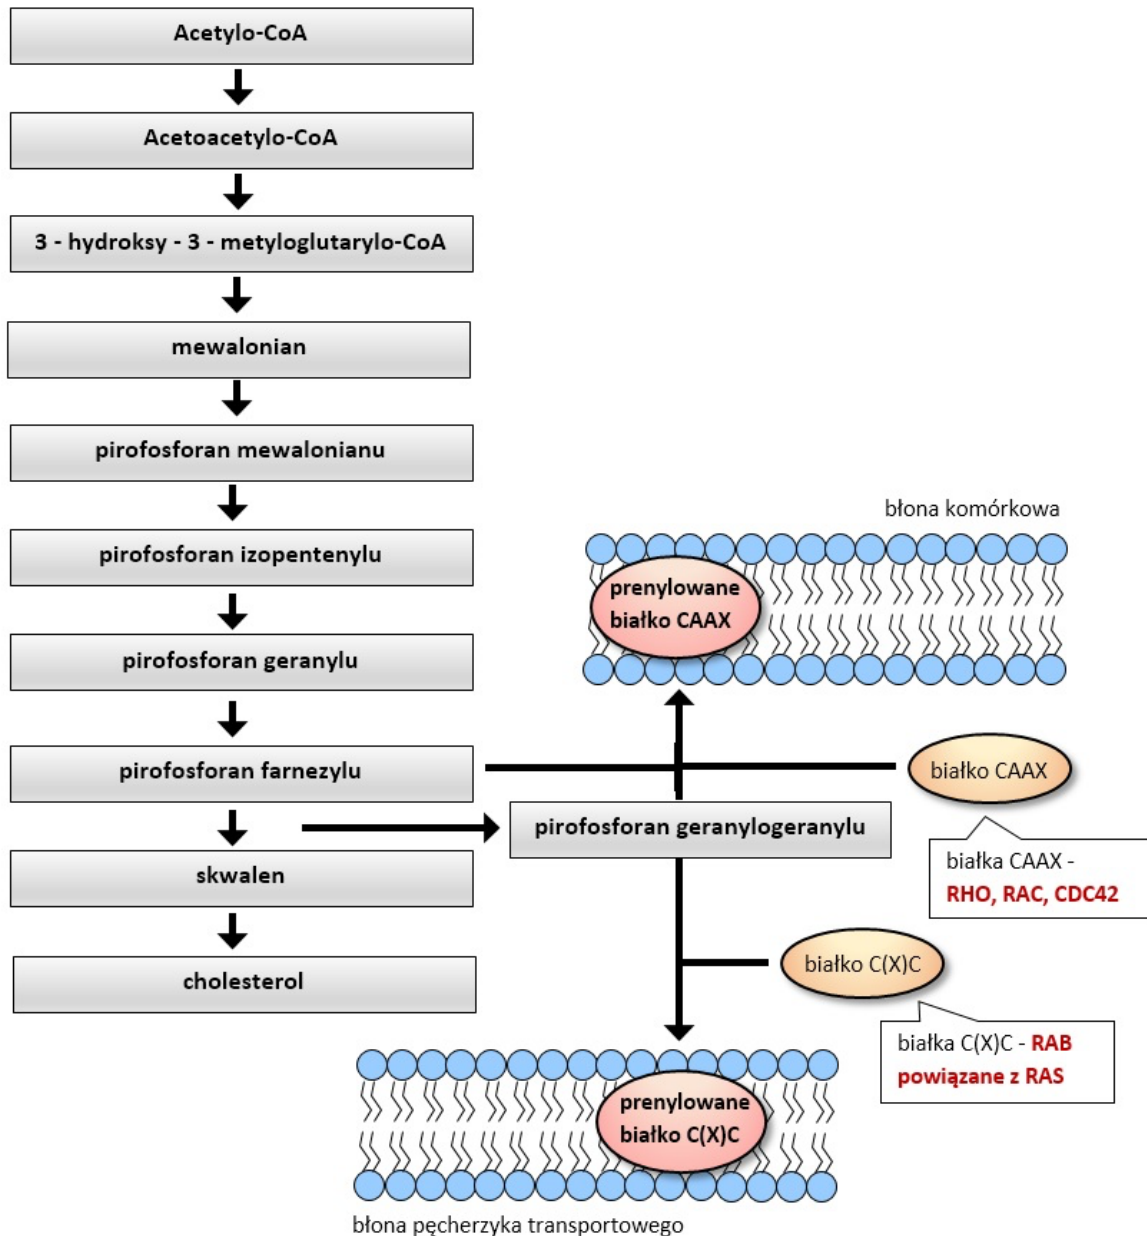 Acetylo-CoA
Acetoacetylo-CoA
3 - hydroksy - 3 - metyloglutarylo-CoA
mewalonian
pirofosforan mewalonianu
pirofosforan izopentenylu
pirofosforan geranylu
pirofosforan farnezylu
skwalen
cholesterol
błona komórkowa
prenylowane
białko CAAX
białko CAAX
pirofosforan geranylogeranylu
białka CAAX -
RHO, RAC, CDC42
białko C(X)C
białka C(X)C - RAB
powiązane z RAS
prenylowane
białko C(X)C
błona pęcherzyka transportowego